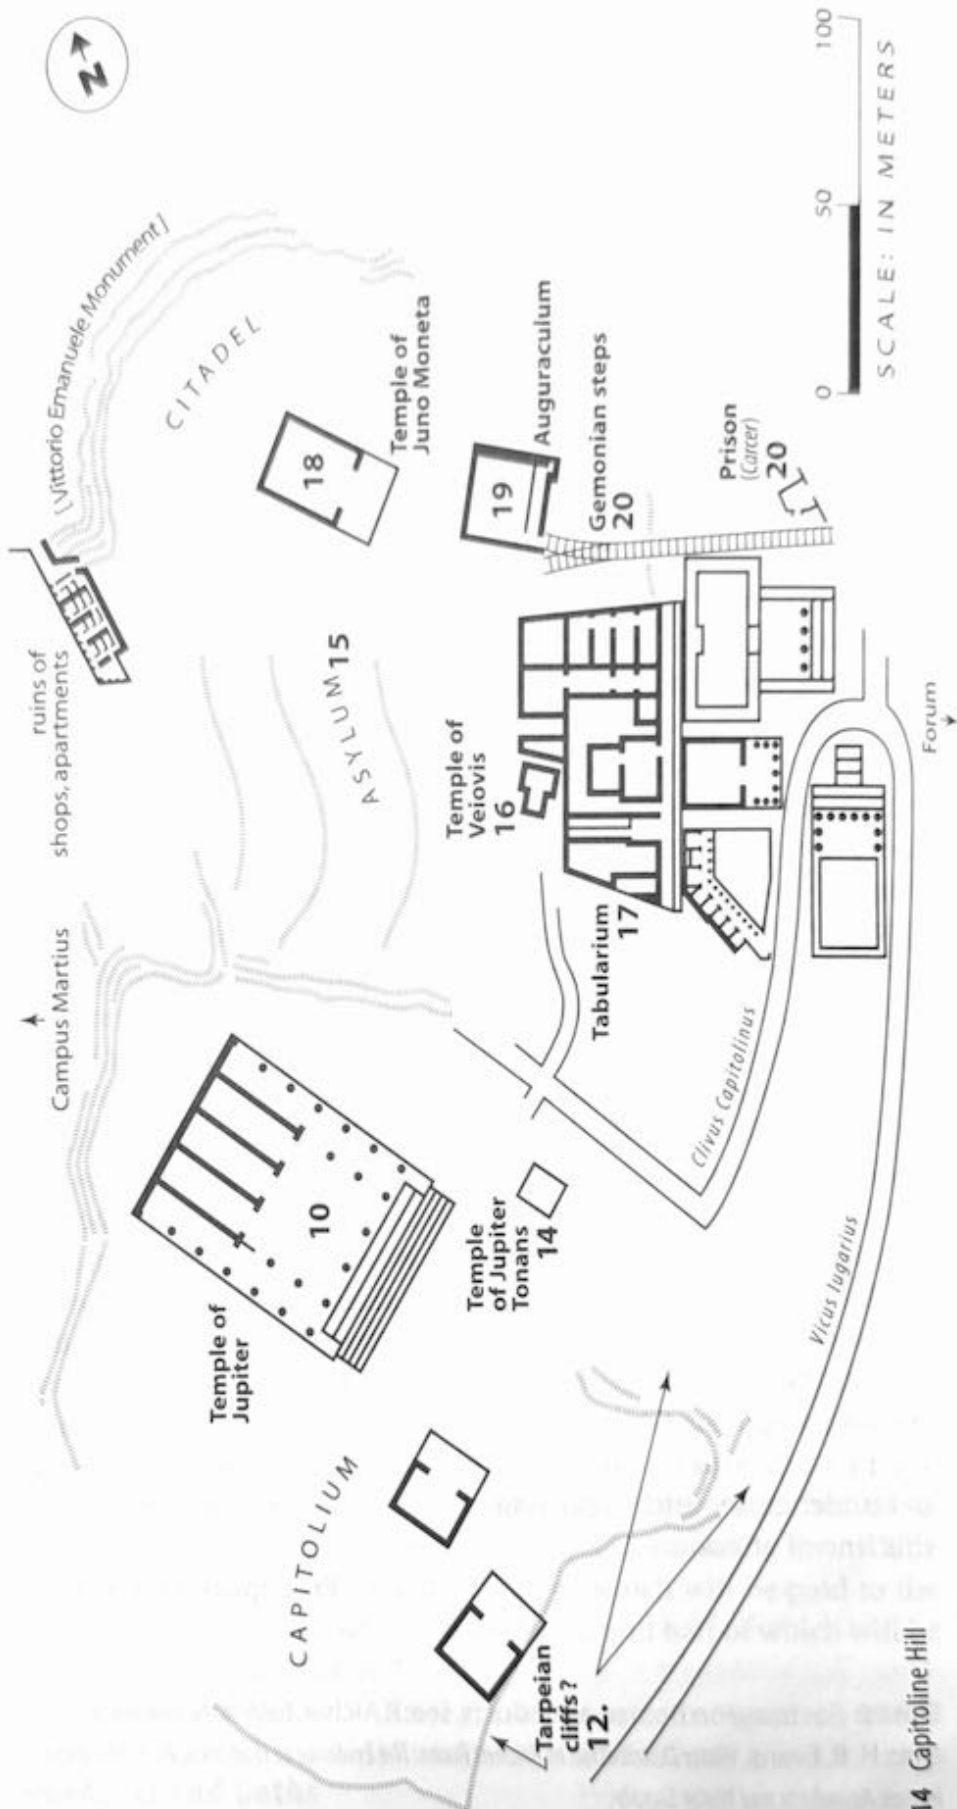 Campus Martius
ruins of
shops, apartments
[Vittorio Emanuele Monument]
N
CITADEL
Temple of
Jupiter
10
ASYLUM 15
18
Temple of
Juno Moneta
CAPITOLIUM
Temple
of Jupiter
Tonans
14
Temple of
Veiovis
16
19
Auguraculum
Tarpeian
cliffs?
12
Tabularium
17
Gemonian steps
20
Clivus Capitolinus
Prison
(Carcer)
20
Vicus Iugarius
Forum
0 50 100
SCALE: IN METERS
14 Capitoline Hill